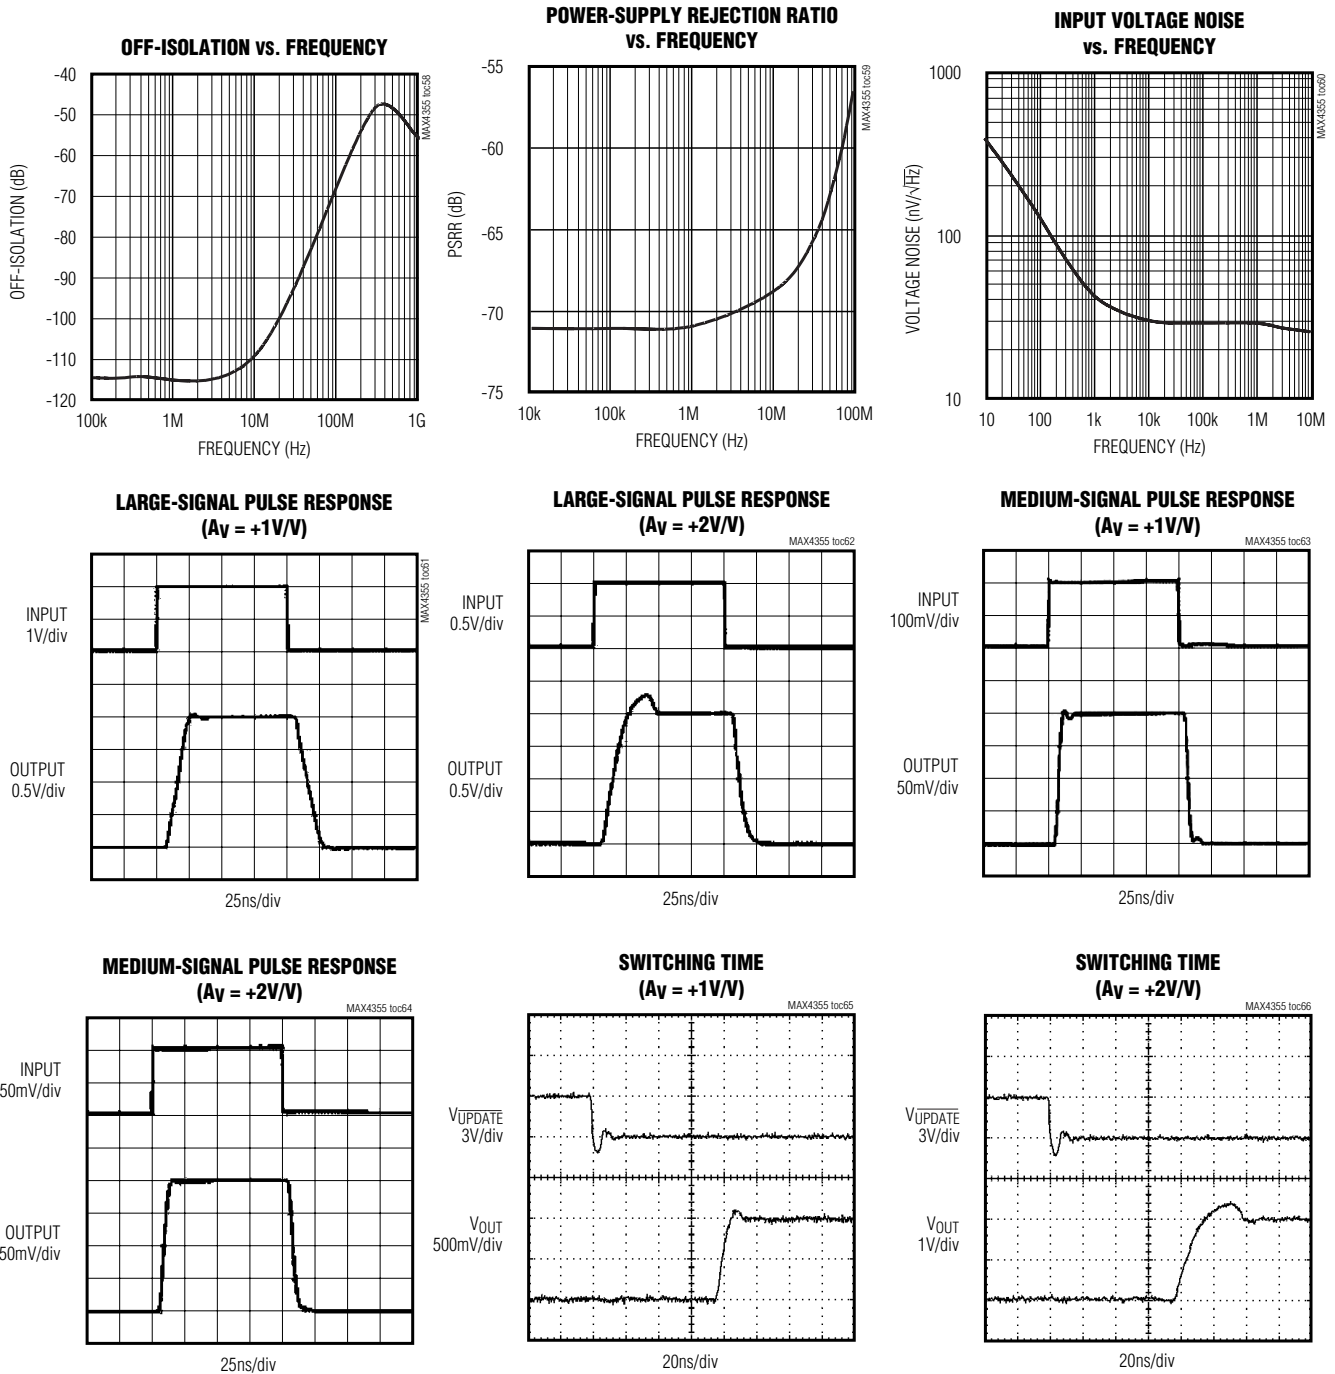 OFF-ISOLATION vs. FREQUENCY
MAX4355 toc58
OFF-ISOLATION (dB)
-40
-50
-60
-70
-80
-90
-100
-110
-120
100k 1M 10M 100M 1G
FREQUENCY (Hz)
POWER-SUPPLY REJECTION RATIO
vs. FREQUENCY
MAX4355 toc59
PSRR (dB)
-55
-60
-65
-70
-75
10k 100k 1M 10M 100M
FREQUENCY (Hz)
INPUT VOLTAGE NOISE
vs. FREQUENCY
MAX4355 toc60
VOLTAGE NOISE (nV/√Hz)
1000
100
10
10 100 1k 10k 100k 1M 10M
FREQUENCY (Hz)
LARGE-SIGNAL PULSE RESPONSE
(AV = +1V/V)
MAX4355 toc61
INPUT
1V/div
OUTPUT
0.5V/div
25ns/div
LARGE-SIGNAL PULSE RESPONSE
(AV = +2V/V)
MAX4355 toc62
INPUT
0.5V/div
OUTPUT
0.5V/div
25ns/div
MEDIUM-SIGNAL PULSE RESPONSE
(AV = +1V/V)
MAX4355 toc63
INPUT
100mV/div
OUTPUT
50mV/div
25ns/div
MEDIUM-SIGNAL PULSE RESPONSE
(AV = +2V/V)
MAX4355 toc64
INPUT
50mV/div
OUTPUT
50mV/div
25ns/div
SWITCHING TIME
(AV = +1V/V)
MAX4355 toc65
VUPDATE
3V/div
VOUT
500mV/div
20ns/div
SWITCHING TIME
(AV = +2V/V)
MAX4355 toc66
VUPDATE
3V/div
VOUT
1V/div
20ns/div